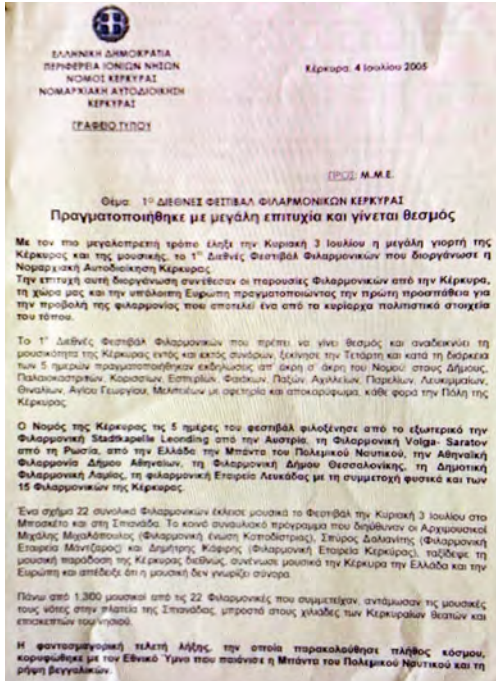 ΕΛΛΗΝΙΚΗ ΔΗΜΟΚΡΑΤΙΑ
ΠΕΡΙΦΕΡΕΙΑ ΙΟΝΙΩΝ ΝΗΣΩΝ
ΝΟΜΟΣ ΚΕΡΚΥΡΑΣ
ΝΟΜΑΡΧΙΑΚΗ ΑΥΤΟΔΙΟΙΚΗΣΗ
ΚΕΡΚΥΡΑΣ
ΓΡΑΦΕΙΟ ΤΥΠΟΥ
Κέρκυρα, 4 Ιουλίου 2005
ΠΡΟΣ: Μ.Μ.Ε.
Θέμα: 1ο ΔΙΕΘΝΕΣ ΦΕΣΤΙΒΑΛ ΦΙΛΑΡΜΟΝΙΚΩΝ ΚΕΡΚΥΡΑΣ
Πραγματοποιήθηκε με μεγάλη επιτυχία και γίνεται θεσμός
Με τον πιο μεγαλοπρεπή τρόπο έληξε την Κυριακή 3 Ιουλίου η μεγάλη γιορτή της
Κέρκυρας και της μουσικής, το 1ο Διεθνές Φεστιβάλ Φιλαρμονικών που διοργάνωσε η
Νομαρχιακή Αυτοδιοίκηση Κέρκυρας.
Την επιτυχή αυτή διοργάνωση συνέθεσαν οι παρουσίες Φιλαρμονικών από την Κέρκυρα,
τη χώρα μας και την υπόλοιπη Ευρώπη πραγματοποιώντας την πρώτη προσπάθεια για
την προβολή της φιλαρμονίας που αποτελεί ένα από τα κυρίαρχα πολιτιστικά στοιχεία
του τόπου.
Το 1ο Διεθνές Φεστιβάλ Φιλαρμονικών που πρέπει να γίνει θεσμός και αναδεικνύει τη
μουσικότητα της Κέρκυρας εντός και εκτός συνόρων, ξεκίνησε την Τετάρτη και κατά τη διάρκεια
των 5 ημερών πραγματοποιήθηκαν εκδηλώσεις απ' άκρη σ' άκρη του Νομού: στους Δήμους,
Παλαιοκαστριτών, Κορισσίων, Εσπερίων, Φαιάκων, Παξών, Αχιλλείων, Παρελίων, Λευκιμμαίων,
Θιναλίων, Αγίου Γεωργίου, Μελιτειέων με αφετηρία και αποκορύφωμα, κάθε φορά την Πόλη της
Κέρκυρας.
Ο Νομός της Κέρκυρας τις 5 ημέρες του φεστιβάλ φιλοξένησε από το εξωτερικό την
Φιλαρμονική Stadtkapelle Leonding από την Αυστρία, τη Φιλαρμονική Volga- Saratov
από τη Ρωσία, από την Ελλάδα την Μπάντα του Πολεμικού Ναυτικού, την Αθηναϊκή
Φιλαρμονία Δήμου Αθηναίων, τη Φιλαρμονική Δήμου Θεσσαλονίκης, τη Δημοτική
Φιλαρμονική Λαμίας, τη φιλαρμονική Εταιρεία Λευκάδας με τη συμμετοχή φυσικά και των
15 Φιλαρμονικών της Κέρκυρας.
Ένα σχήμα 22 συνολικά Φιλαρμονικών έκλεισε μουσικά το Φεστιβάλ την Κυριακή 3 Ιουλίου στο
Μποσκέτο και στη Σπιανάδα. Το κοινό συναυλιακό πρόγραμμα που διηύθυναν οι Αρχιμουσικοί
Μιχάλης Μιχαλόπουλος (Φιλαρμονική ένωση Καποδίστριας), Σπύρος Δολιανίτης (Φιλαρμονική
Εταιρεία Μάντζαρος) και Δημήτρης Κάφυρης (Φιλαρμονική Εταιρεία Κερκύρας), ταξίδεψε τη
μουσική παράδοση της Κέρκυρας διεθνώς, συνένωσε μουσικά την Κέρκυρα την Ελλάδα και την
Ευρώπη και απέδειξε ότι η μουσική δεν γνωρίζει σύνορα.
Πάνω από 1.300 μουσικοί από τις 22 Φιλαρμονικές που συμμετείχαν, αντάμωσαν τις μουσικές
τους νότες στην πλατεία της Σπιανάδας, μπροστά στους χιλιάδες των Κερκυραίων θεατών και
επισκεπτών του νησιού.
Η φαντασμαγορική τελετή λήξης, την οποία παρακολούθησε πλήθος κόσμου,
κορυφώθηκε με τον Εθνικό Ύμνο που παιάνισε η Μπάντα του Πολεμικού Ναυτικού και τη
ρήψη βεγγαλικών.